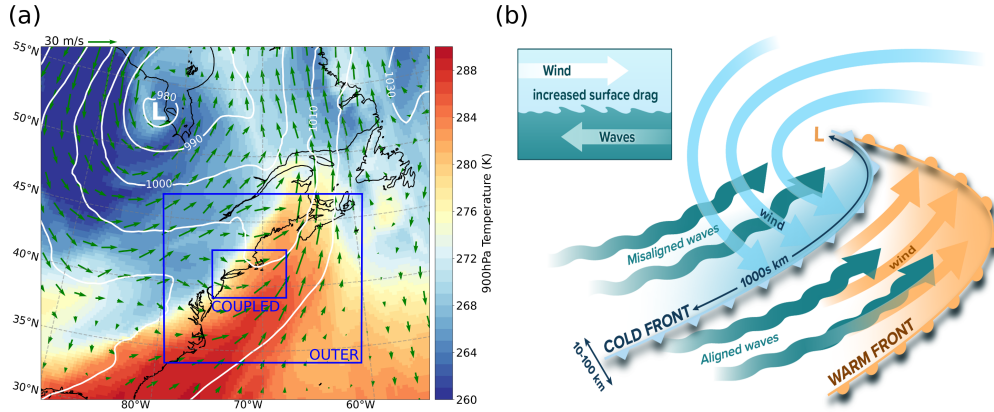 (a)
30 m/s
55°N
50°N
45°N
40°N
35°N
30°N
80°W
70°W
60°W
980
L
990
1000
1010
1030
COUPLED
OUTER
288
284
280
276
272
268
264
260
900hPa Temperature (K)
(b)
Wind
increased surface drag
Waves
L
Misaligned waves
wind
1000s km
wind
COLD FRONT
Aligned waves
WARM FRONT
10-100 km